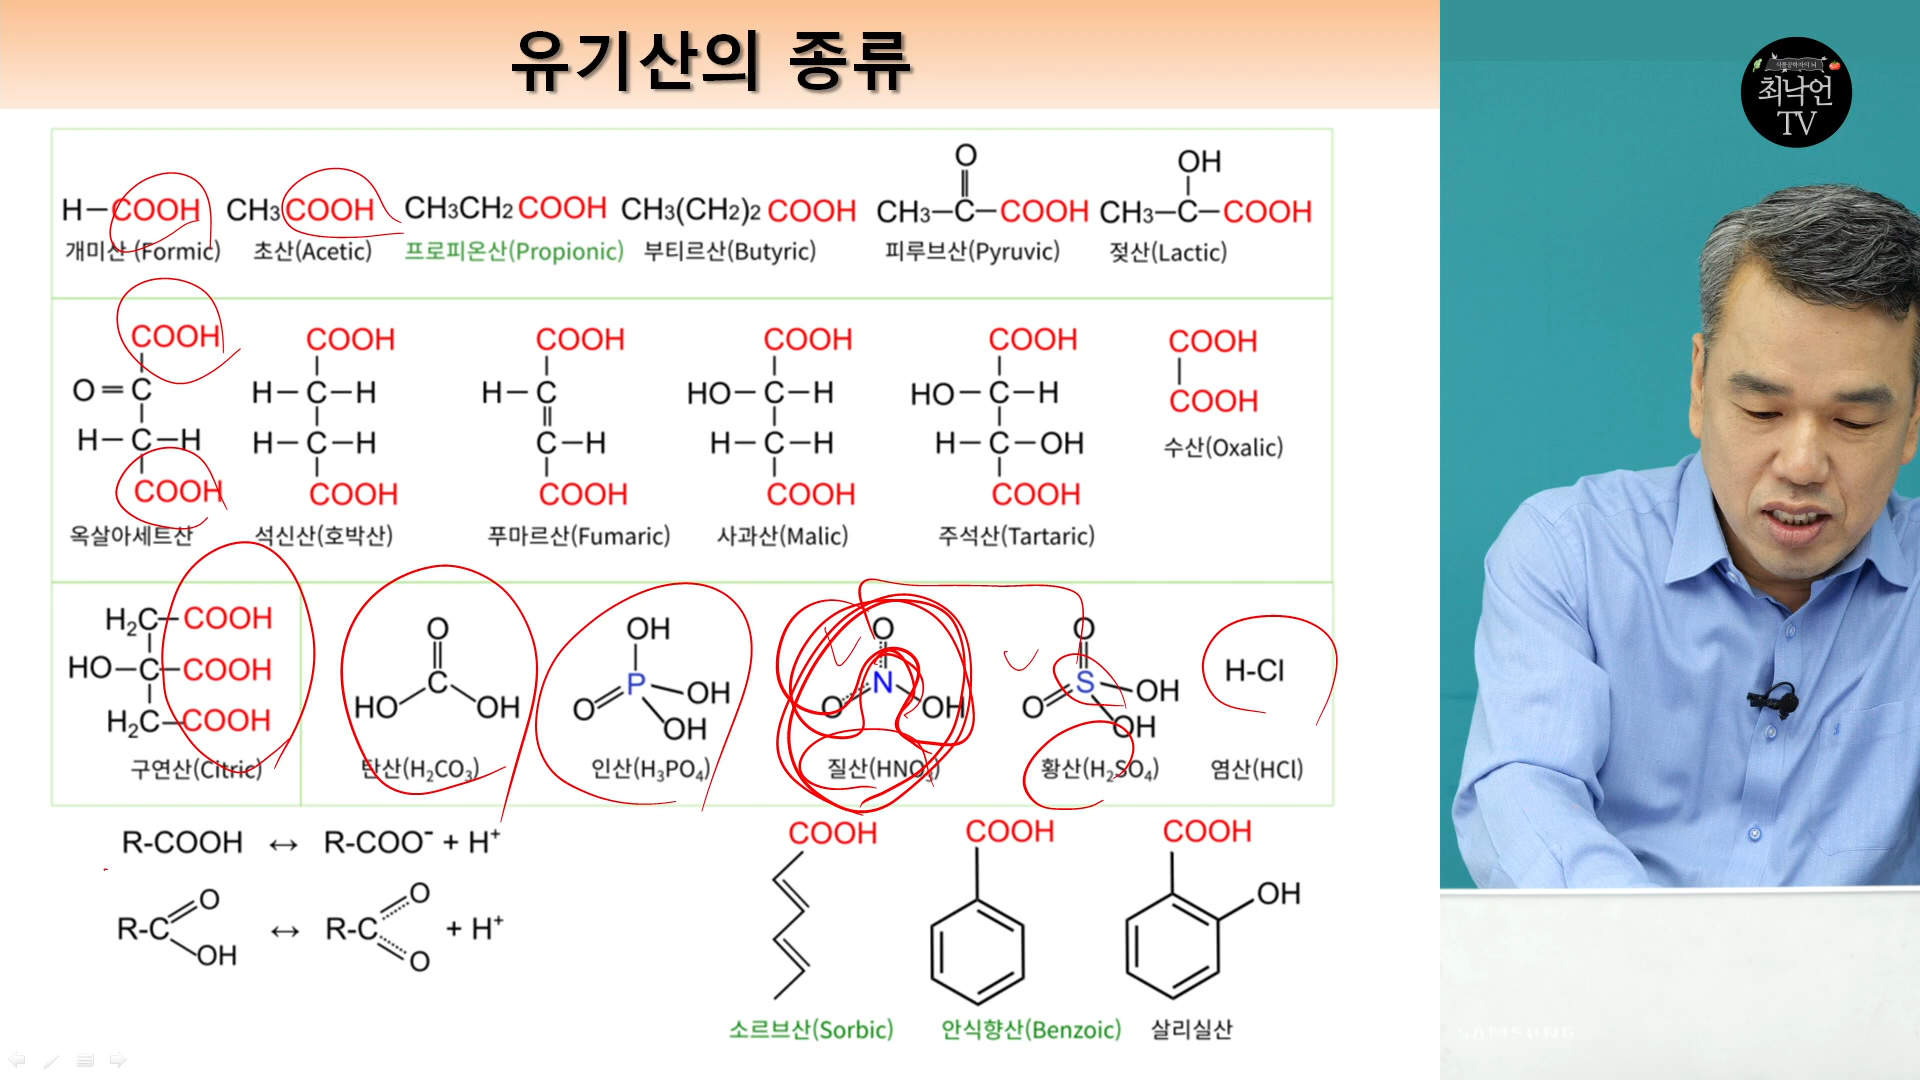 유기산의 종류
최낙언
TV
H-COOH
CH3COOH
CH3CH2COOH
CH3(CH2)2COOH
O
CH3-C-COOH
OH
CH3-C-COOH
개미산 (Formic)
초산(Acetic)
프로피온산(Propionic)
부티르산(Butyric)
피루브산(Pyruvic)
젖산(Lactic)
COOH
O=C
H-C-H
COOH
옥살아세트산
COOH
H-C-H
H-C-H
COOH
석신산(호박산)
COOH
H-C
C-H
COOH
푸마르산(Fumaric)
COOH
HO-C-H
H-C-H
COOH
사과산(Malic)
COOH
HO-C-H
H-C-OH
COOH
주석산(Tartaric)
COOH
COOH
수산(Oxalic)
H₂C-COOH
HO-C-COOH
H₂C-COOH
구연산(Citric)
O
C
HO OH
탄산(H₂CO₃)
OH
P
O OH
OH
인산(H₃PO₄)
O
N
O OH
질산(HNO₃)
O
S
O OH
OH
황산(H₂SO₄)
H-Cl
염산(HCl)
R-COOH ↔ R-COO⁻ + H⁺
O O
R-C ↔ R-C + H⁺
OH O
COOH
소르브산(Sorbic)
COOH
안식향산(Benzoic)
COOH
OH
살리실산
SAMSUNG